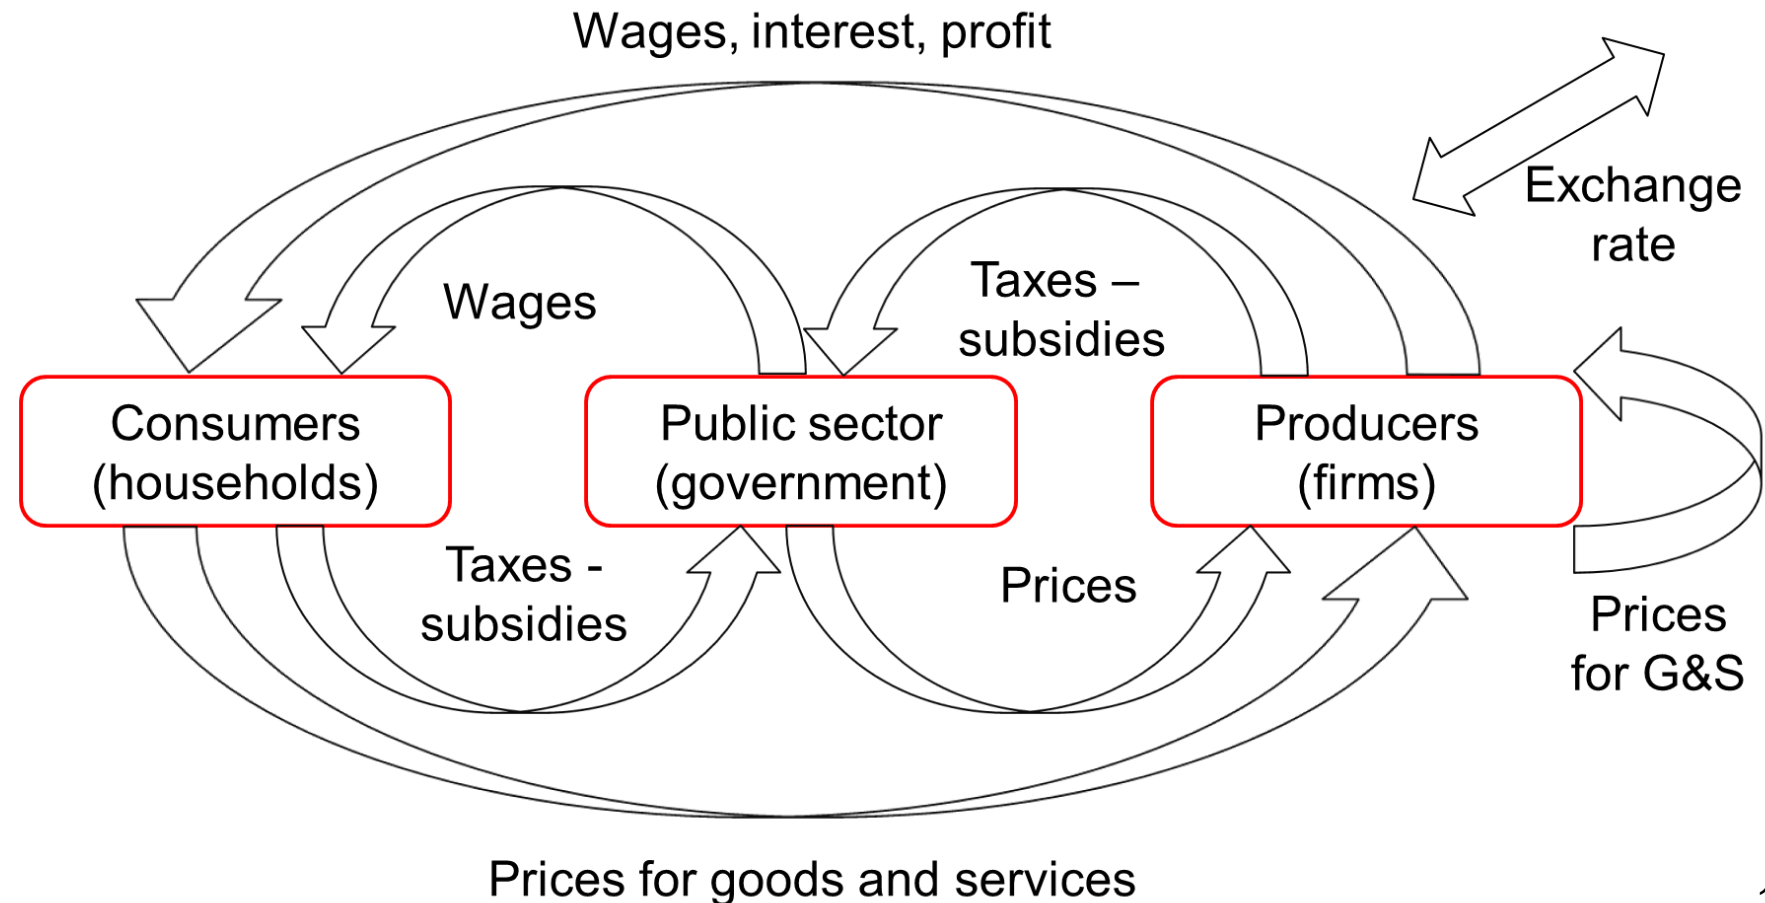 Wages, interest, profit
Exchange
rate
Wages
Taxes –
subsidies
Consumers
(households)
Public sector
(government)
Producers
(firms)
Taxes -
subsidies
Prices
Prices
for G&S
Prices for goods and services